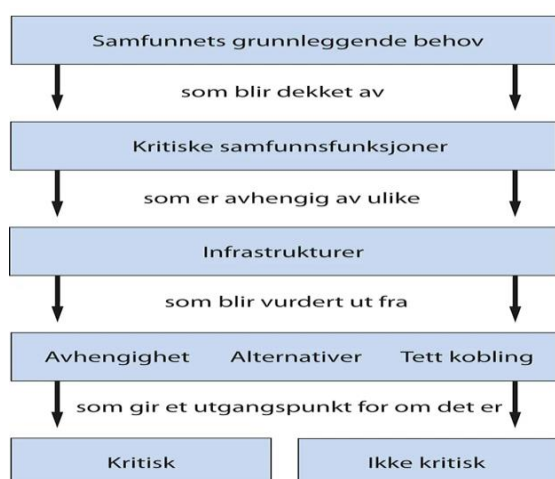 Samfunnets grunnleggende behov
som blir dekket av
Kritiske samfunnsfunksjoner
som er avhengig av ulike
Infrastrukturer
som blir vurdert ut fra
Avhengighet Alternativer Tett kobling
som gir et utgangspunkt for om det er
Kritisk Ikke kritisk